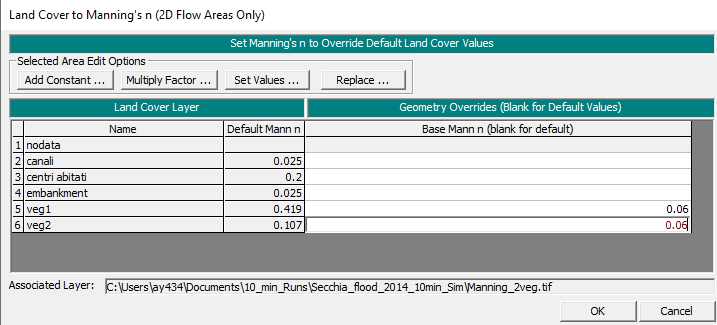 Land Cover to Manning's n (2D Flow Areas Only)
Set Manning's n to Override Default Land Cover Values
Selected Area Edit Options
Add Constant ... Multiply Factor ... Set Values ... Replace ...
Land Cover Layer Geometry Overrides (Blank for Default Values)
Name Default Mann n Base Mann n (blank for default)
1 nodata
2 canali 0.025
3 centri abitati 0.2
4 embankment 0.025
5 veg1 0.419 0.06
6 veg2 0.107 0.06
Associated Layer: C:\Users\ay434\Documents\10_min_Runs\Secchia_flood_2014_10min_Sim\Manning_2veg.tif
OK Cancel